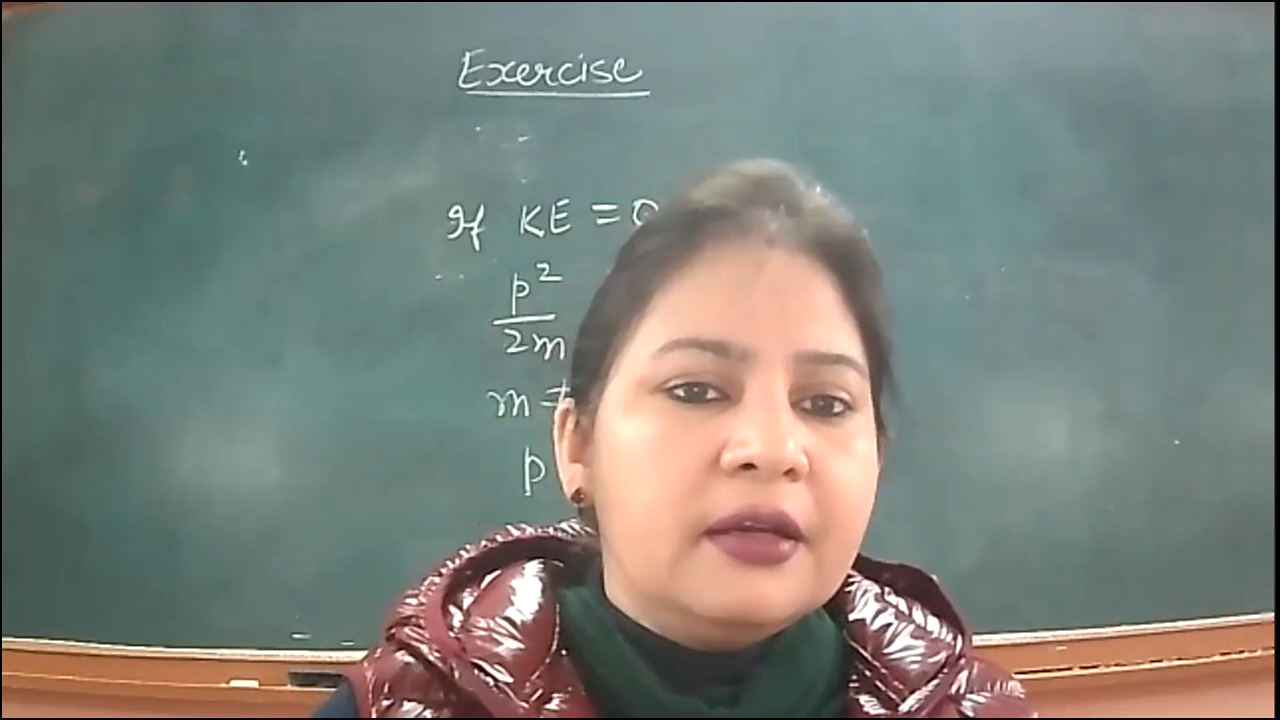 Exercise
If KE = 0
p²
2m
m ≠
p